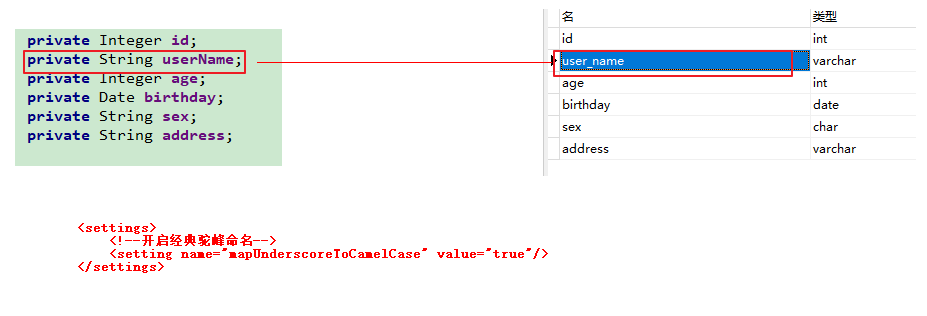 private Integer id;
private String userName;
private Integer age;
private Date birthday;
private String sex;
private String address;
名 类型
id int
user_name varchar
age int
birthday date
sex char
address varchar
<settings>
<!--开启经典驼峰命名-->
<setting name="mapUnderscoreToCamelCase" value="true"/>
</settings>